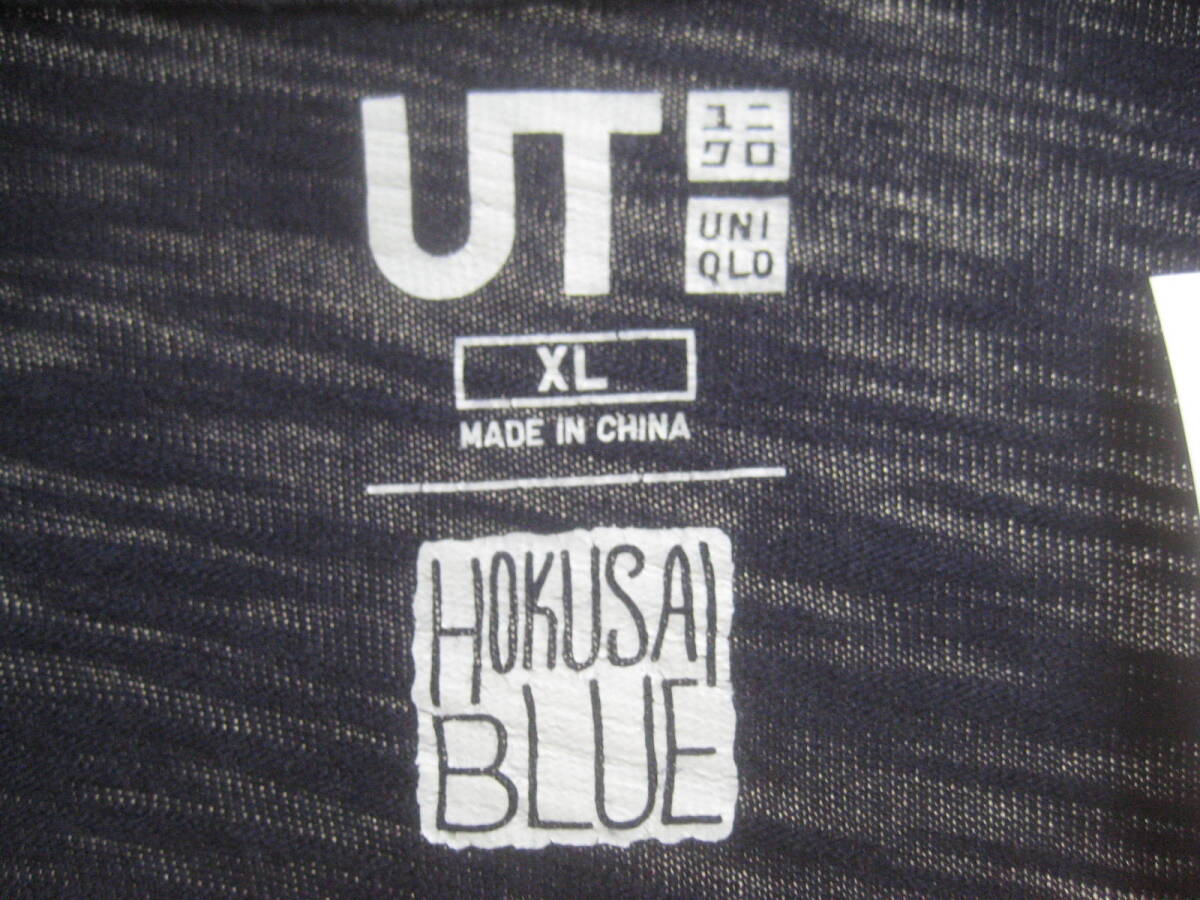 UT
ユニ
クロ
UNI
QLO
XL
MADE IN CHINA
HOKUSAI
BLUE